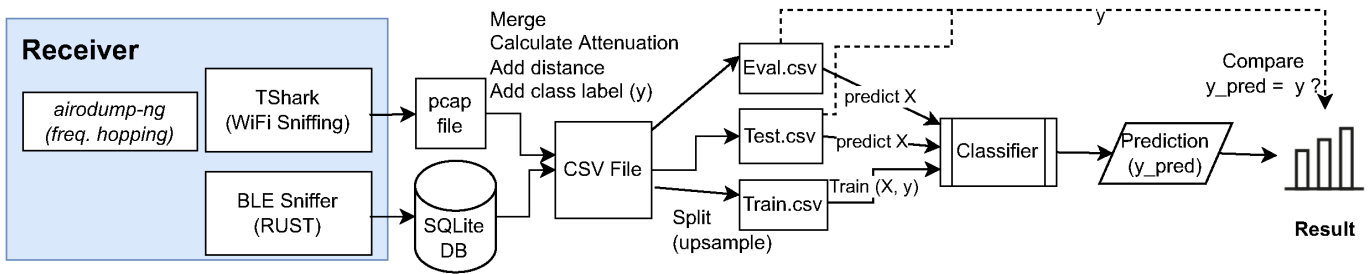 Receiver
airodump-ng
(freq. hopping)
TShark
(WiFi Sniffing)
BLE Sniffer
(RUST)
pcap
file
SQLite
DB
Merge
Calculate Attenuation
Add distance
Add class label (y)
CSV File
Split
(upsample)
Eval.csv
Test.csv
Train.csv
predict X
predict X
Train (X, y)
Classifier
Prediction
(y_pred)
y
Compare
y_pred = y ?
Result